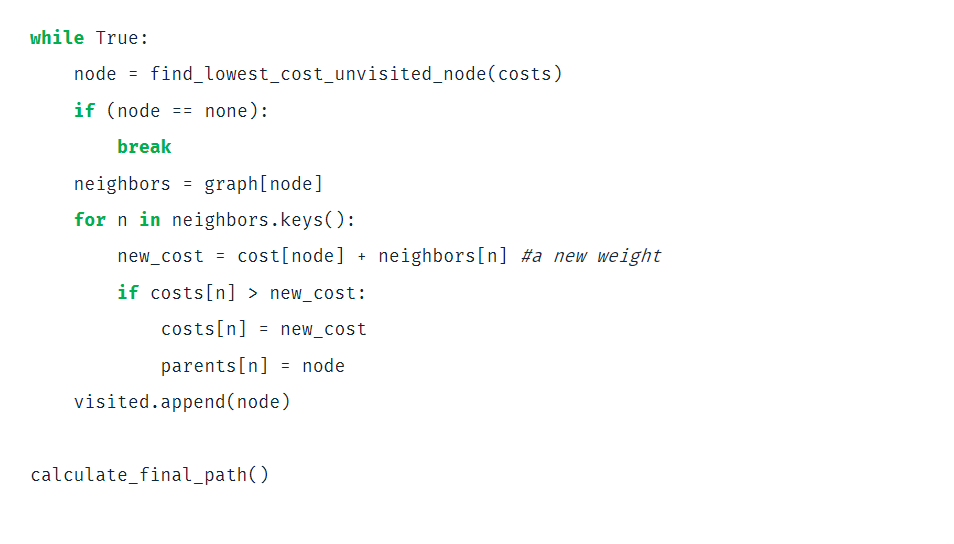 while True:
    node = find_lowest_cost_unvisited_node(costs)
    if (node == none):
        break
    neighbors = graph[node]
    for n in neighbors.keys():
        new_cost = cost[node] + neighbors[n] #a new weight
        if costs[n] > new_cost:
            costs[n] = new_cost
            parents[n] = node
    visited.append(node)

calculate_final_path()